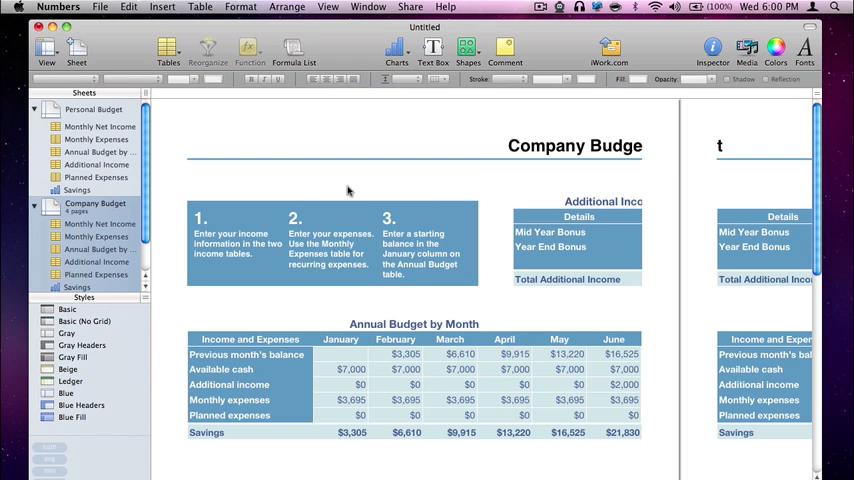 Numbers File Edit Insert Table Format Arrange View Window Share Help (100%) Wed 6:00 PM
Untitled
View Sheet Tables Reorganize Function Formula List Charts Text Box Shapes Comment iWork.com Inspector Media Colors Fonts
B I U Stroke: Fill: Opacity: Shadow Reflection
Sheets
Personal Budget
Monthly Net Income
Monthly Expenses
Annual Budget by ...
Additional Income
Planned Expenses
Savings
Company Budget
4 pages
Monthly Net Income
Monthly Expenses
Annual Budget by ...
Additional Income
Planned Expenses
Savings
Styles
Basic
Basic (No Grid)
Gray
Gray Headers
Gray Fill
Beige
Ledger
Blue
Blue Headers
Blue Fill
sum
avg
min
Company Budge
t
1.
Enter your income
information in the two
income tables.
2.
Enter your expenses.
Use the Monthly
Expenses table for
recurring expenses.
3.
Enter a starting
balance in the
January column on
the Annual Budget
table.
Additional Inco
Details
Mid Year Bonus
Year End Bonus
Total Additional Income
Details
Mid Year Bonus
Year End Bonus
Total Additional Incor
Annual Budget by Month
Income and Expenses January February March April May June
Previous month's balance $3,305 $6,610 $9,915 $13,220 $16,525
Available cash $7,000 $7,000 $7,000 $7,000 $7,000 $7,000
Additional income $0 $0 $0 $0 $0 $2,000
Monthly expenses $3,695 $3,695 $3,695 $3,695 $3,695 $3,695
Planned expenses $0 $0 $0 $0 $0 $0
Savings $3,305 $6,610 $9,915 $13,220 $16,525 $21,830
Income and Exper
Previous month's bal
Available cash
Additional income
Monthly expenses
Planned expenses
Savings